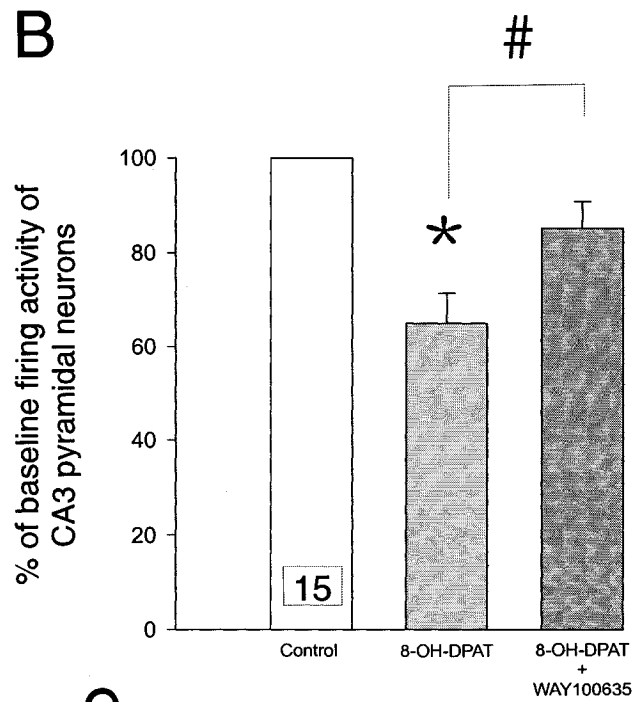 B
#
% of baseline firing activity of
CA3 pyramidal neurons
100
80
60
40
20
0
*
15
Control
8-OH-DPAT
8-OH-DPAT
+
WAY100635